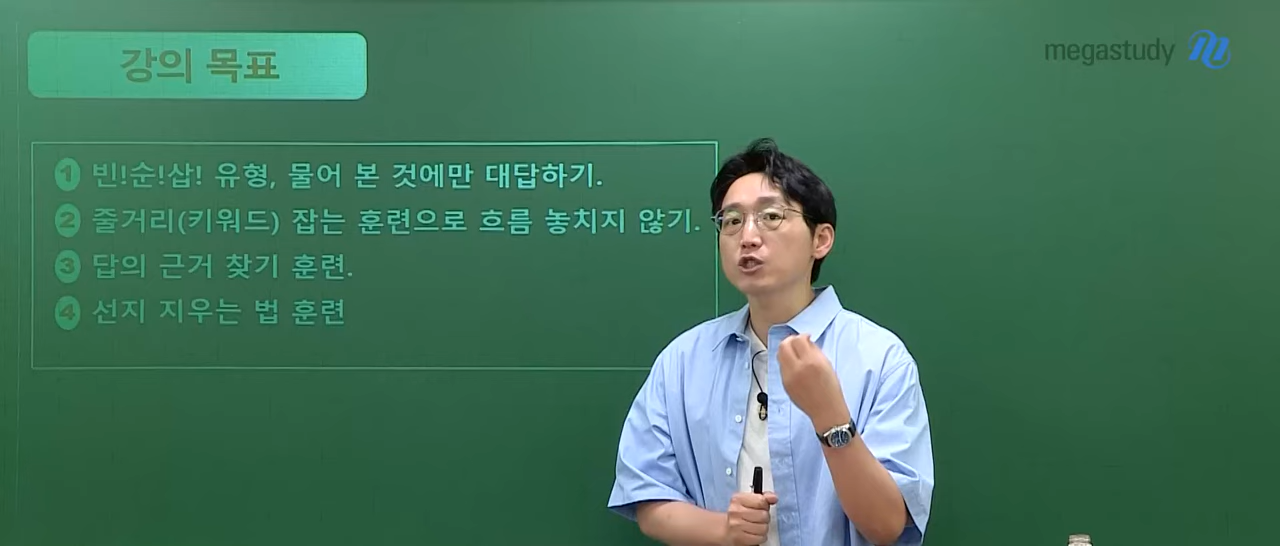 강의 목표
megastudy
1 빈!순!삽! 유형, 물어 본 것에만 대답하기.
2 줄거리(키워드) 잡는 훈련으로 흐름 놓치지 않기.
3 답의 근거 찾기 훈련.
4 선지 지우는 법 훈련